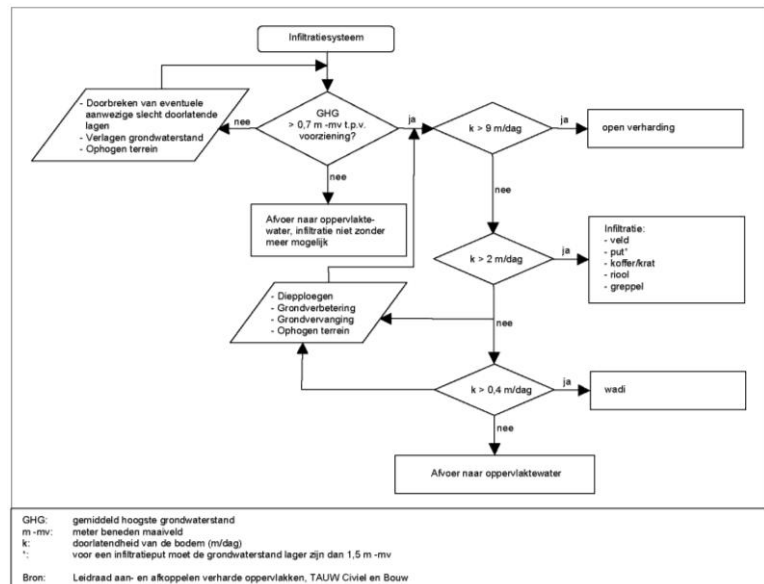 Infiltratiesysteem
- Doorbreken van eventuele
aanwezige slecht doorlatende
lagen
- Verlagen grondwaterstand
- Ophogen terrein
nee
GHG
> 0,7 m -mv t.p.v.
voorziening?
ja
k > 9 m/dag
ja
open verharding
nee
nee
Afvoer naar oppervlakte-
water, infiltratie niet zonder
meer mogelijk
k > 2 m/dag
ja
Infiltratie:
- veld
- put*
- koffer/krat
- riool
- greppel
- Diepploegen
- Grondverbetering
- Grondvervanging
- Ophogen terrein
nee
k > 0,4 m/dag
ja
wadi
nee
Afvoer naar oppervlaktewater
GHG: gemiddeld hoogste grondwaterstand
m -mv: meter beneden maaiveld
k: doorlatendheid van de bodem (m/dag)
*: voor een infiltratieput moet de grondwaterstand lager zijn dan 1,5 m -mv
Bron: Leidraad aan- en afkoppelen verharde oppervlakken, TAUW Civiel en Bouw